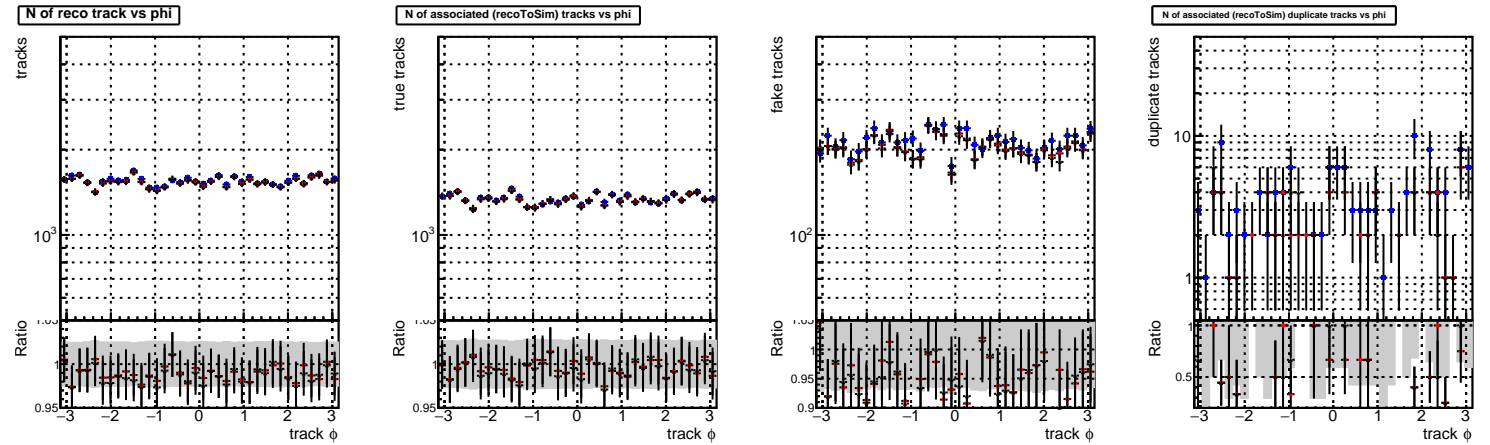 N of reco track vs phi
tracks
10³
Ratio
1
0.95
−3 −2 −1 0 1 2 3
track ϕ
N of associated (recoToSim) tracks vs phi
true tracks
10³
Ratio
1
0.95
−3 −2 −1 0 1 2 3
track ϕ
fake tracks
10²
Ratio
1
0.95
0.9
−3 −2 −1 0 1 2 3
track ϕ
N of associated (recoToSim) duplicate tracks vs phi
duplicate tracks
10
1
Ratio
1
0.5
−3 −2 −1 0 1 2 3
track ϕ